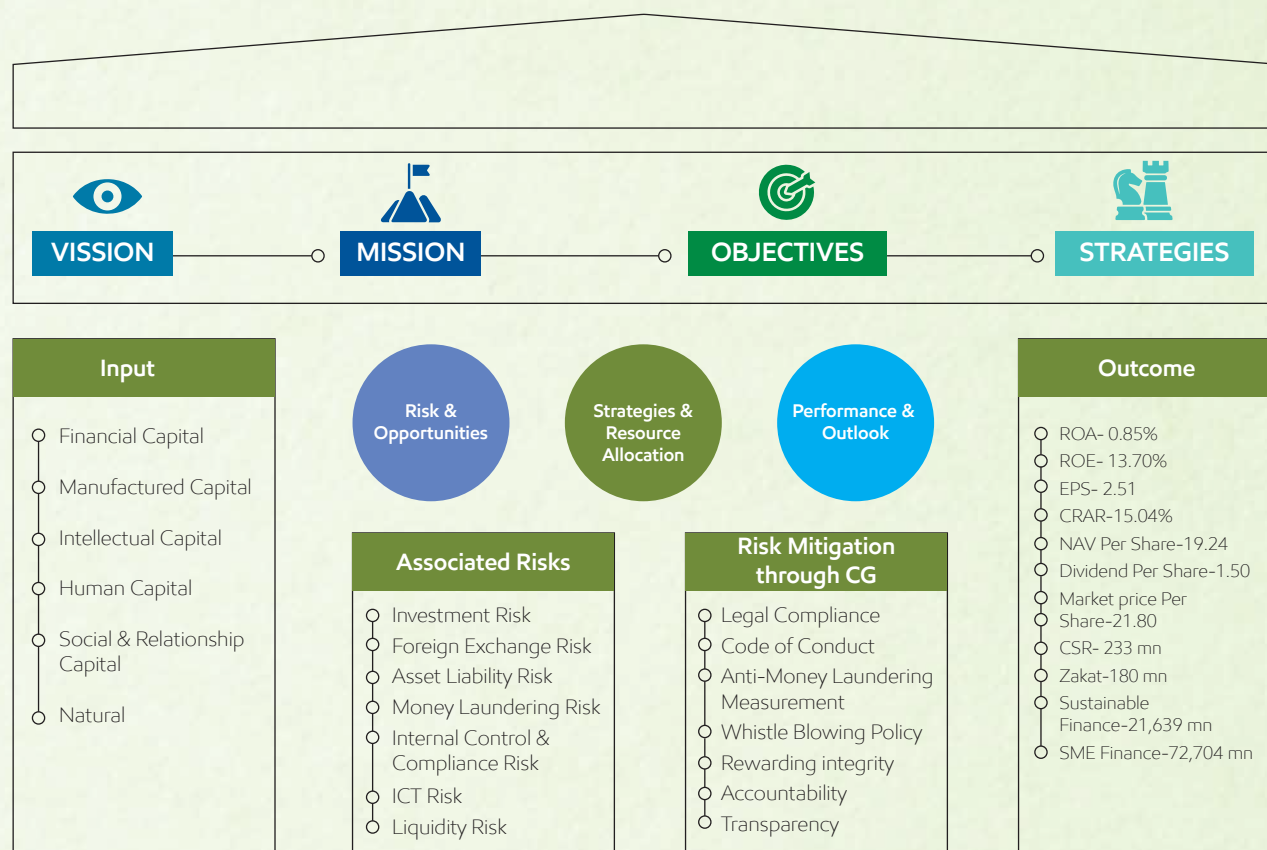 VISSION
MISSION
OBJECTIVES
STRATEGIES
Input
Financial Capital
Manufactured Capital
Intellectual Capital
Human Capital
Social & Relationship
Capital
Natural
Risk &
Opportunities
Strategies &
Resource
Allocation
Performance &
Outlook
Associated Risks
Investment Risk
Foreign Exchange Risk
Asset Liability Risk
Money Laundering Risk
Internal Control &
Compliance Risk
ICT Risk
Liquidity Risk
Risk Mitigation
through CG
Legal Compliance
Code of Conduct
Anti-Money Laundering
Measurement
Whistle Blowing Policy
Rewarding integrity
Accountability
Transparency
Outcome
ROA- 0.85%
ROE- 13.70%
EPS- 2.51
CRAR-15.04%
NAV Per Share-19.24
Dividend Per Share-1.50
Market price Per
Share-21.80
CSR- 233 mn
Zakat-180 mn
Sustainable
Finance-21,639 mn
SME Finance-72,704 mn